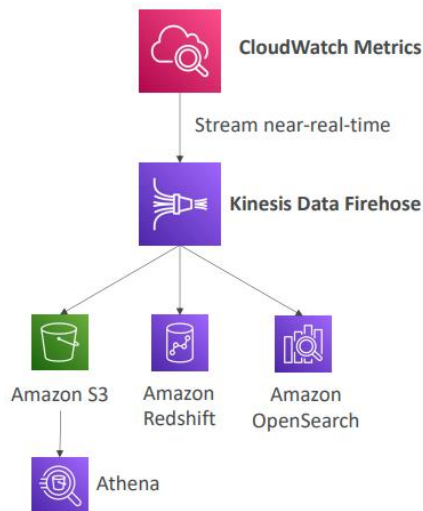 CloudWatch Metrics
Stream near-real-time
Kinesis Data Firehose
Amazon S3
Amazon
Redshift
Amazon
OpenSearch
Athena